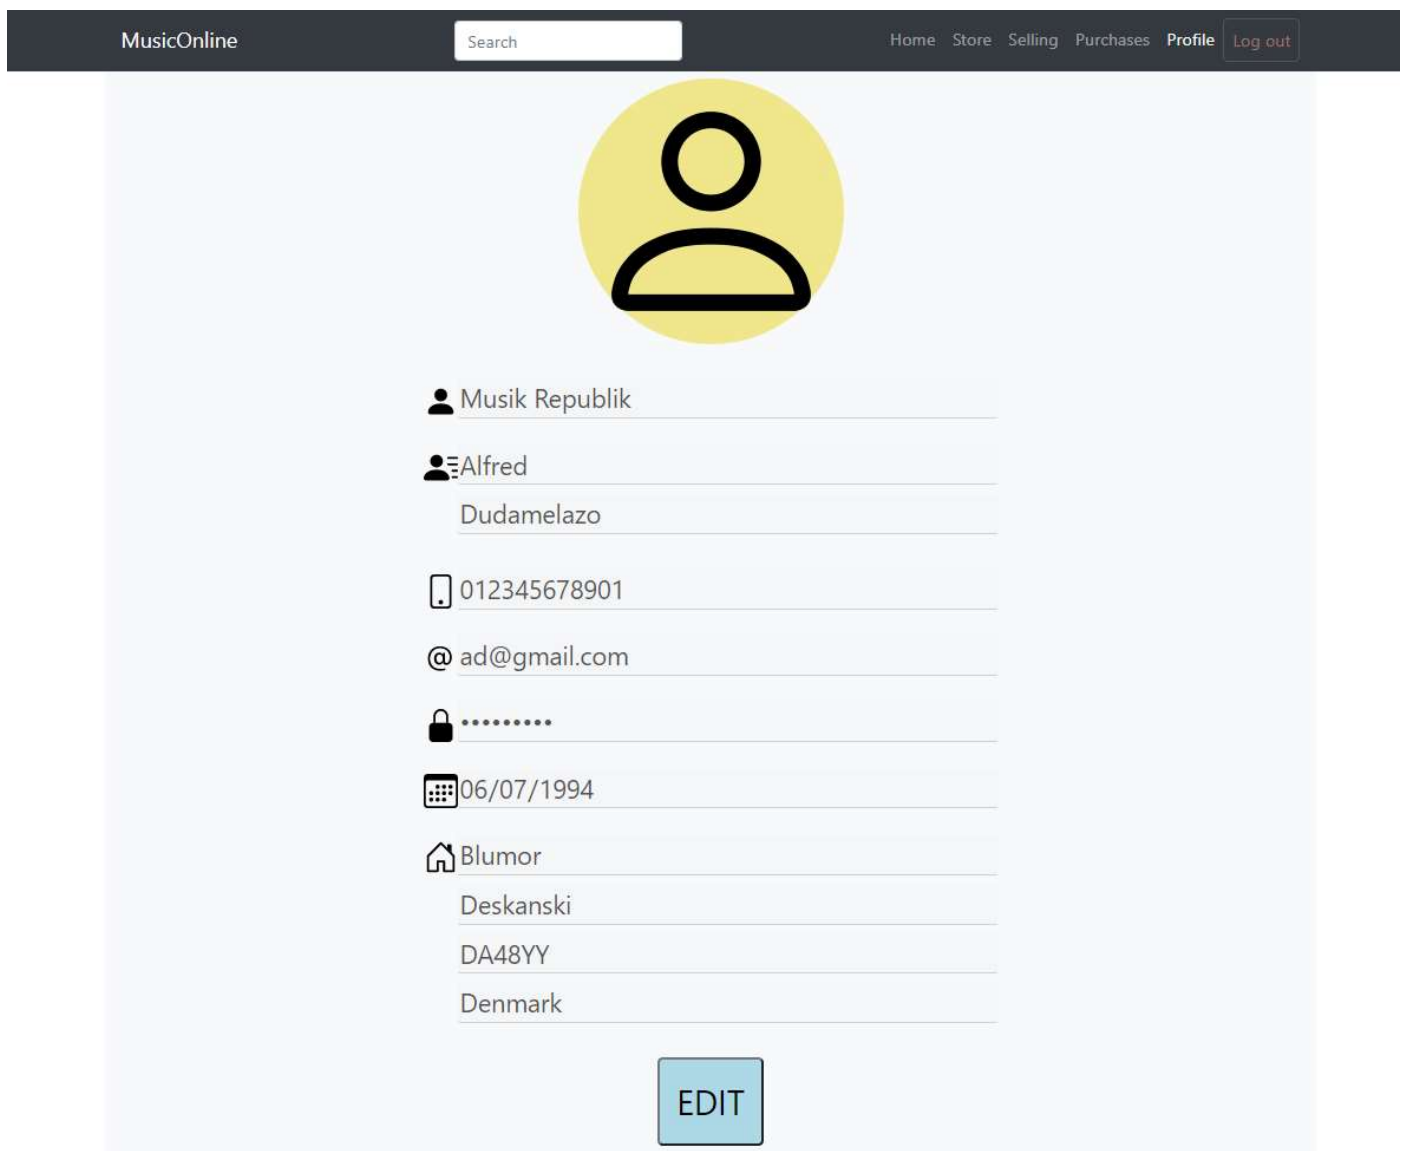 MusicOnline Search Home Store Selling Purchases Profile Log out
Musik Republik
Alfred
Dudamelazo
012345678901
@ ad@gmail.com
•••••••••
06/07/1994
Blumor
Deskanski
DA48YY
Denmark
EDIT